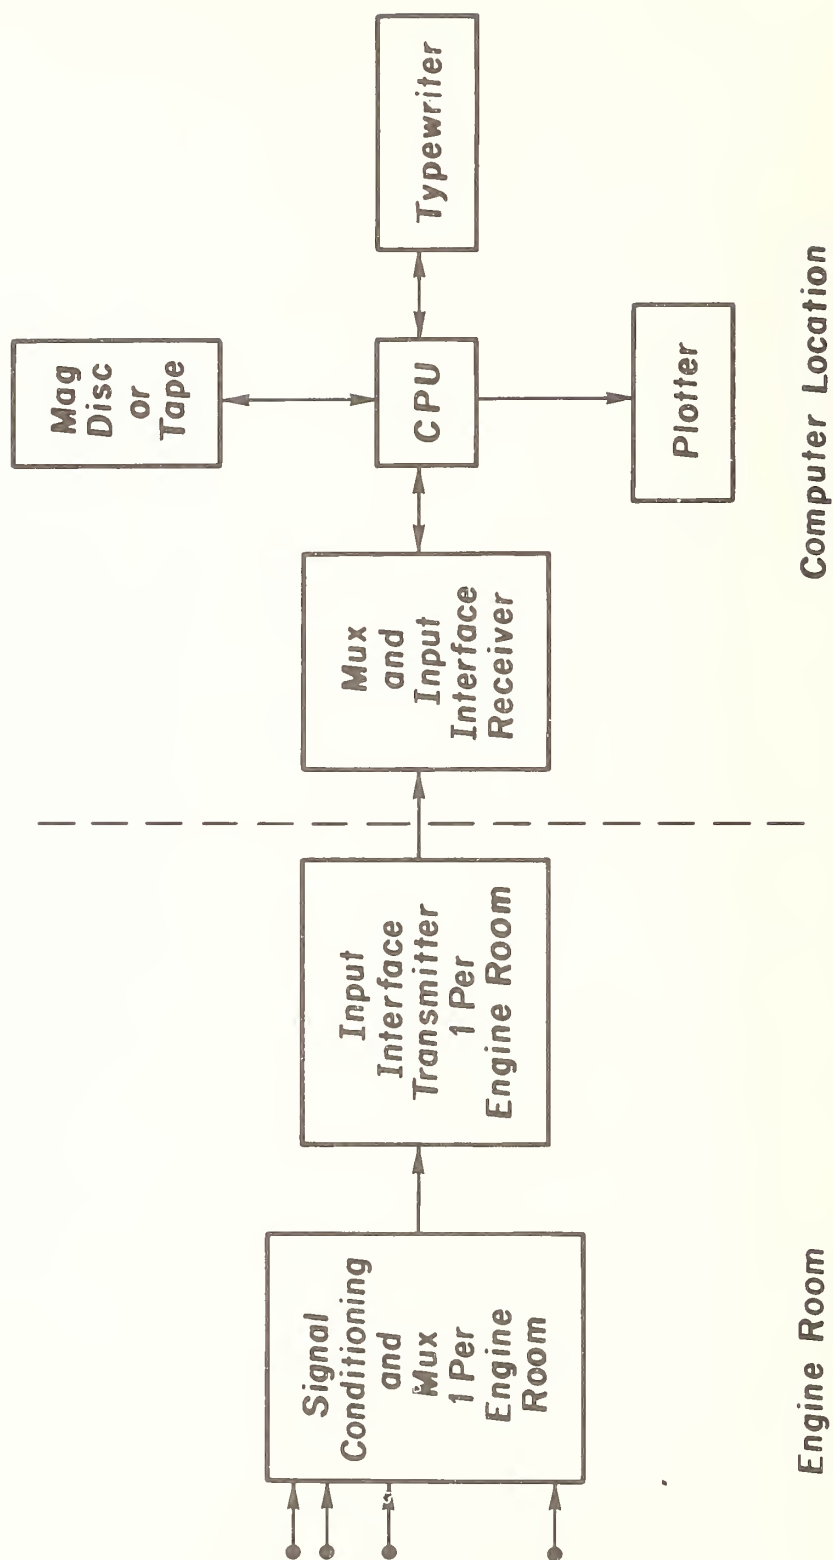 Signal
Conditioning
and
Mux
1 Per
Engine
Room
Input
Interface
Transmitter
1 Per
Engine Room
Mux
and
Input
Interface
Receiver
CPU
Mag
Disc
or
Tape
Typewriter
Plotter
Engine Room
Computer Location